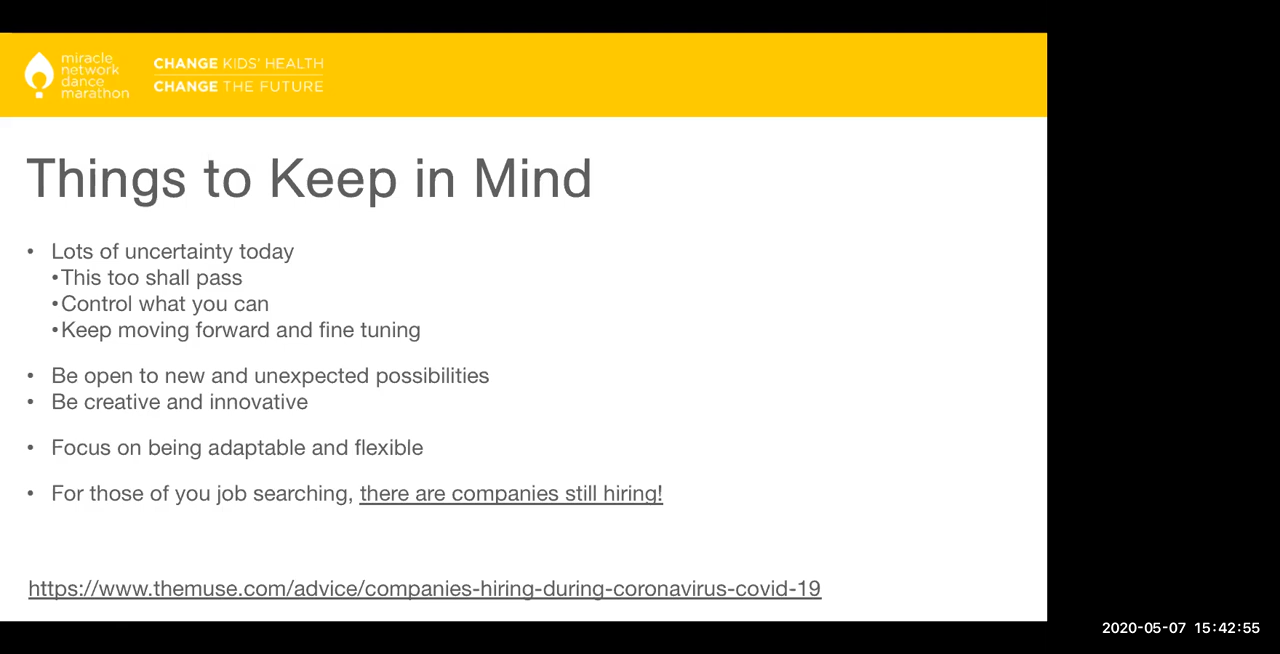 miracle
network
dance
marathon
CHANGE KIDS' HEALTH
CHANGE THE FUTURE
Things to Keep in Mind
• Lots of uncertainty today
•This too shall pass
•Control what you can
•Keep moving forward and fine tuning
• Be open to new and unexpected possibilities
• Be creative and innovative
• Focus on being adaptable and flexible
• For those of you job searching, there are companies still hiring!
https://www.themuse.com/advice/companies-hiring-during-coronavirus-covid-19
2020-05-07 15:42:55